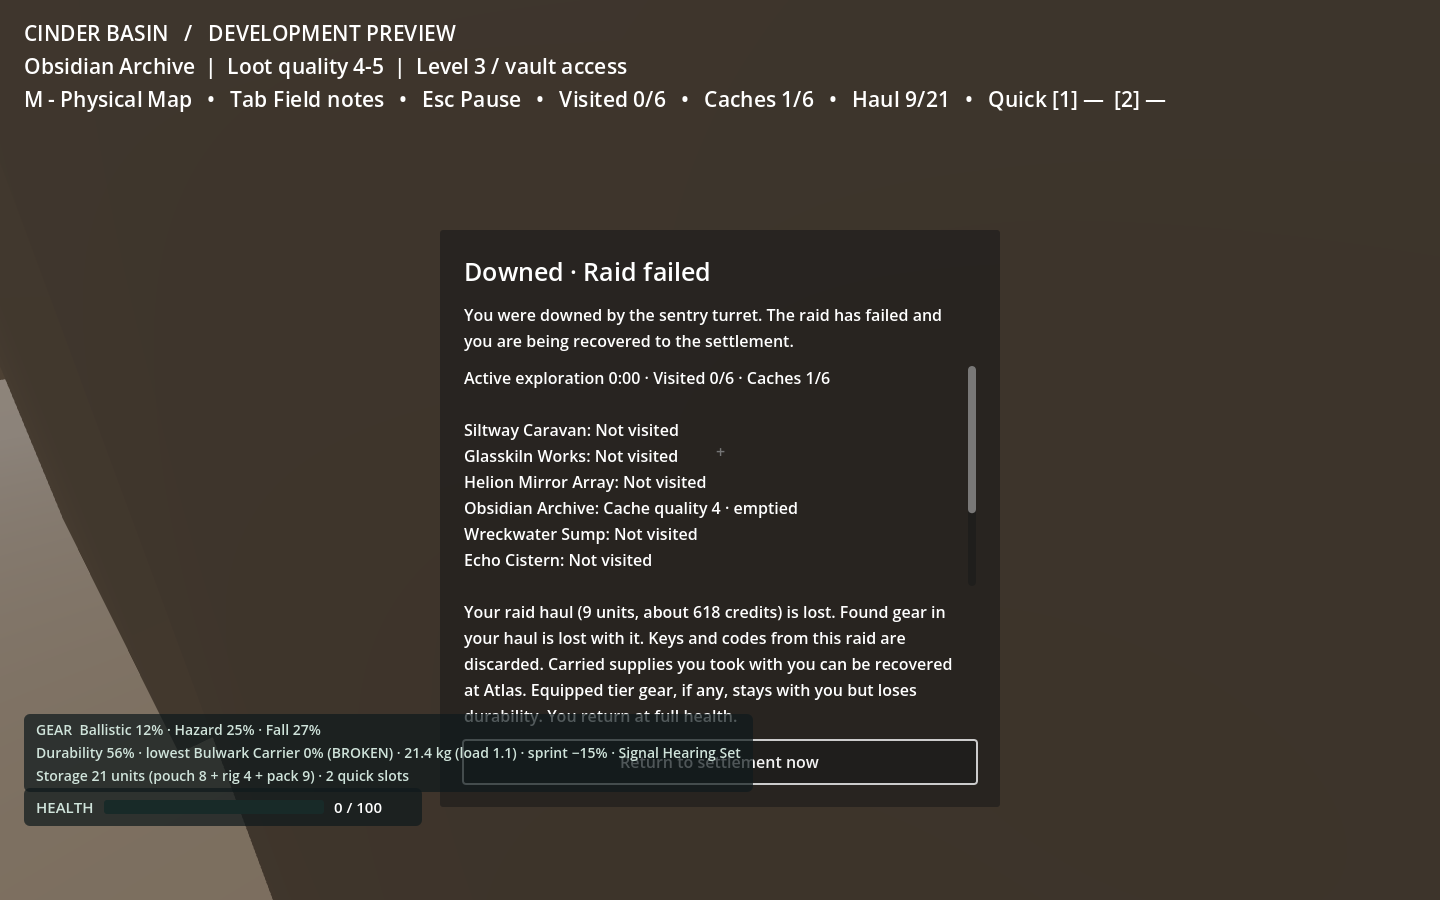 CINDER BASIN / DEVELOPMENT PREVIEW
Obsidian Archive | Loot quality 4-5 | Level 3 / vault access
M - Physical Map • Tab Field notes • Esc Pause • Visited 0/6 • Caches 1/6 • Haul 9/21 • Quick [1] — [2] —
Downed · Raid failed
You were downed by the sentry turret. The raid has failed and
you are being recovered to the settlement.
Active exploration 0:00 · Visited 0/6 · Caches 1/6
Siltway Caravan: Not visited
Glasskiln Works: Not visited
Helion Mirror Array: Not visited
Obsidian Archive: Cache quality 4 · emptied
Wreckwater Sump: Not visited
Echo Cistern: Not visited
Your raid haul (9 units, about 618 credits) is lost. Found gear in
your haul is lost with it. Keys and codes from this raid are
discarded. Carried supplies you took with you can be recovered
at Atlas. Equipped tier gear, if any, stays with you but loses
durability. You return at full health.
Return to settlement now
GEAR Ballistic 12% · Hazard 25% · Fall 27%
Durability 56% · lowest Bulwark Carrier 0% (BROKEN) · 21.4 kg (load 1.1) · sprint −15% · Signal Hearing Set
Storage 21 units (pouch 8 + rig 4 + pack 9) · 2 quick slots
HEALTH 0 / 100